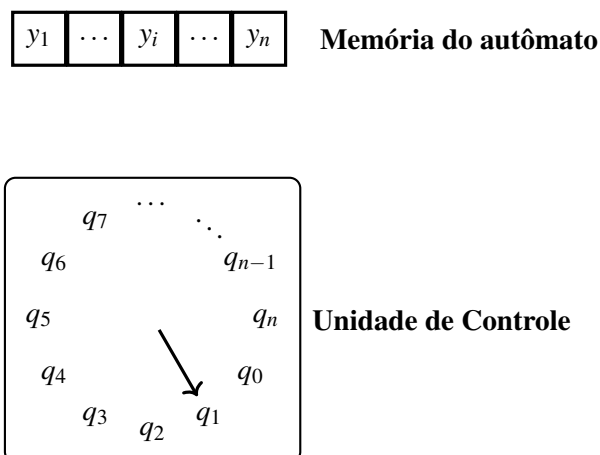 y1 ... yi ... yn Memória do autômato
... 
q7 ⋱
q6 qn−1
q5 qn Unidade de Controle
q4 q0
q3 q1
q2